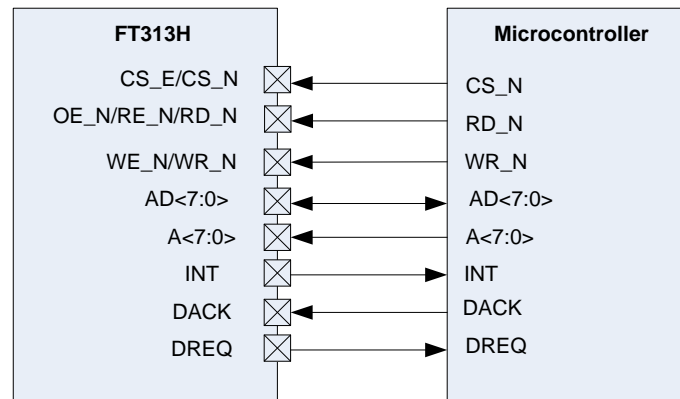 FT313H
Microcontroller
CS_E/CS_N
CS_N
OE_N/RE_N/RD_N
RD_N
WE_N/WR_N
WR_N
AD<7:0>
AD<7:0>
A<7:0>
A<7:0>
INT
INT
DACK
DACK
DREQ
DREQ